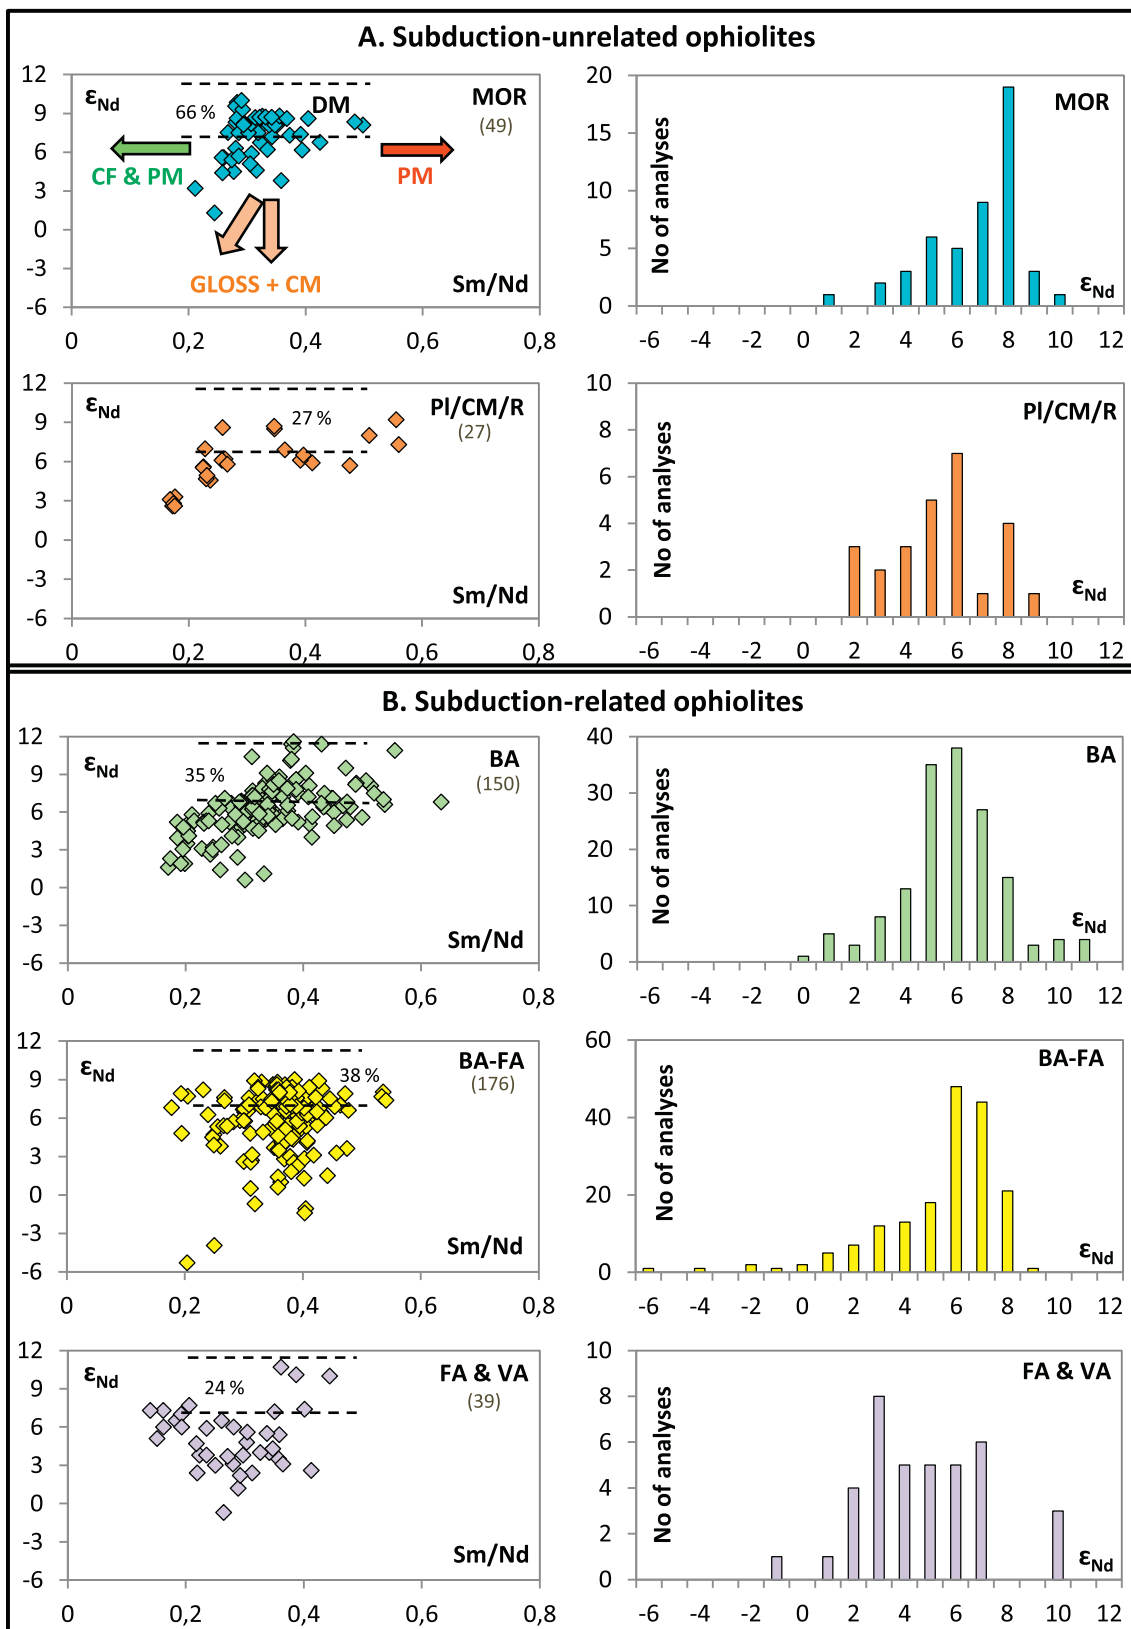 A. Subduction-unrelated ophiolites
12
9
6
3
0
-3
-6
εNd
66 %
DM
MOR
(49)
CF & PM
PM
GLOSS + CM
Sm/Nd
0 0,2 0,4 0,6 0,8
20
15
10
5
0
No of analyses
MOR
εNd
-6 -4 -2 0 2 4 6 8 10 12
12
9
6
3
0
-3
-6
εNd
27 %
Pl/CM/R
(27)
Sm/Nd
0 0,2 0,4 0,6 0,8
10
8
6
4
2
0
No of analyses
Pl/CM/R
εNd
-6 -4 -2 0 2 4 6 8 10 12
B. Subduction-related ophiolites
12
9
6
3
0
-3
-6
εNd
35 %
BA
(150)
Sm/Nd
0 0,2 0,4 0,6 0,8
40
30
20
10
0
No of analyses
BA
εNd
-6 -4 -2 0 2 4 6 8 10 12
12
9
6
3
0
-3
-6
εNd
38 %
BA-FA
(176)
Sm/Nd
0 0,2 0,4 0,6 0,8
60
40
20
0
No of analyses
BA-FA
εNd
-6 -4 -2 0 2 4 6 8 10 12
12
9
6
3
0
-3
-6
εNd
24 %
FA & VA
(39)
Sm/Nd
0 0,2 0,4 0,6 0,8
10
8
6
4
2
0
No of analyses
FA & VA
εNd
-6 -4 -2 0 2 4 6 8 10 12